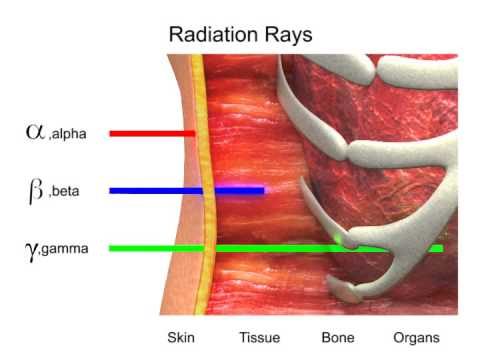 Radiation Rays
α ,alpha
β ,beta
γ,gamma
Skin Tissue Bone Organs